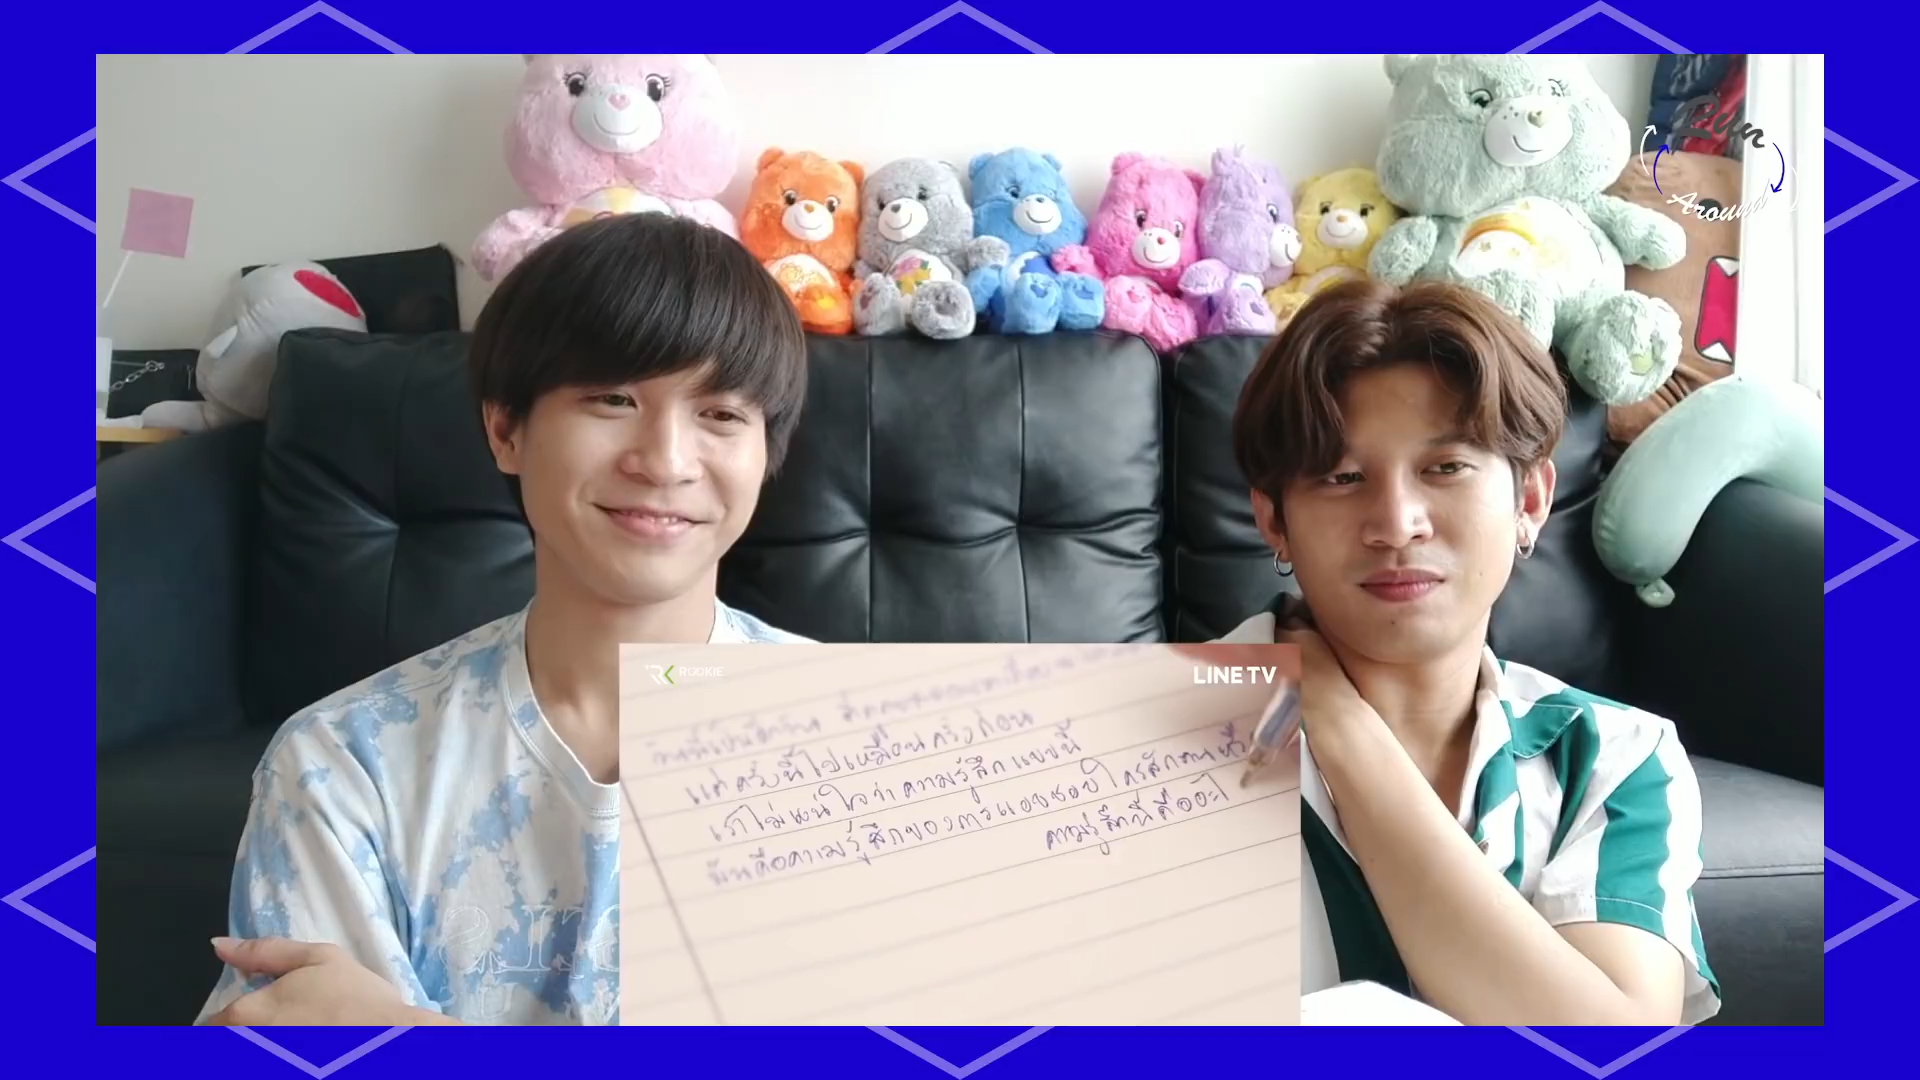 Run
Around
ROOKIE
LINE TV
แต่ครั้งนี้ไม่เหมือนครั้งก่อน
เราไม่แน่ใจว่าความรู้สึกแบบนี้
มันคือความรู้สึกของการแอบชอบใครสักคนหรือ
ความรู้สึกนี้คืออะไ